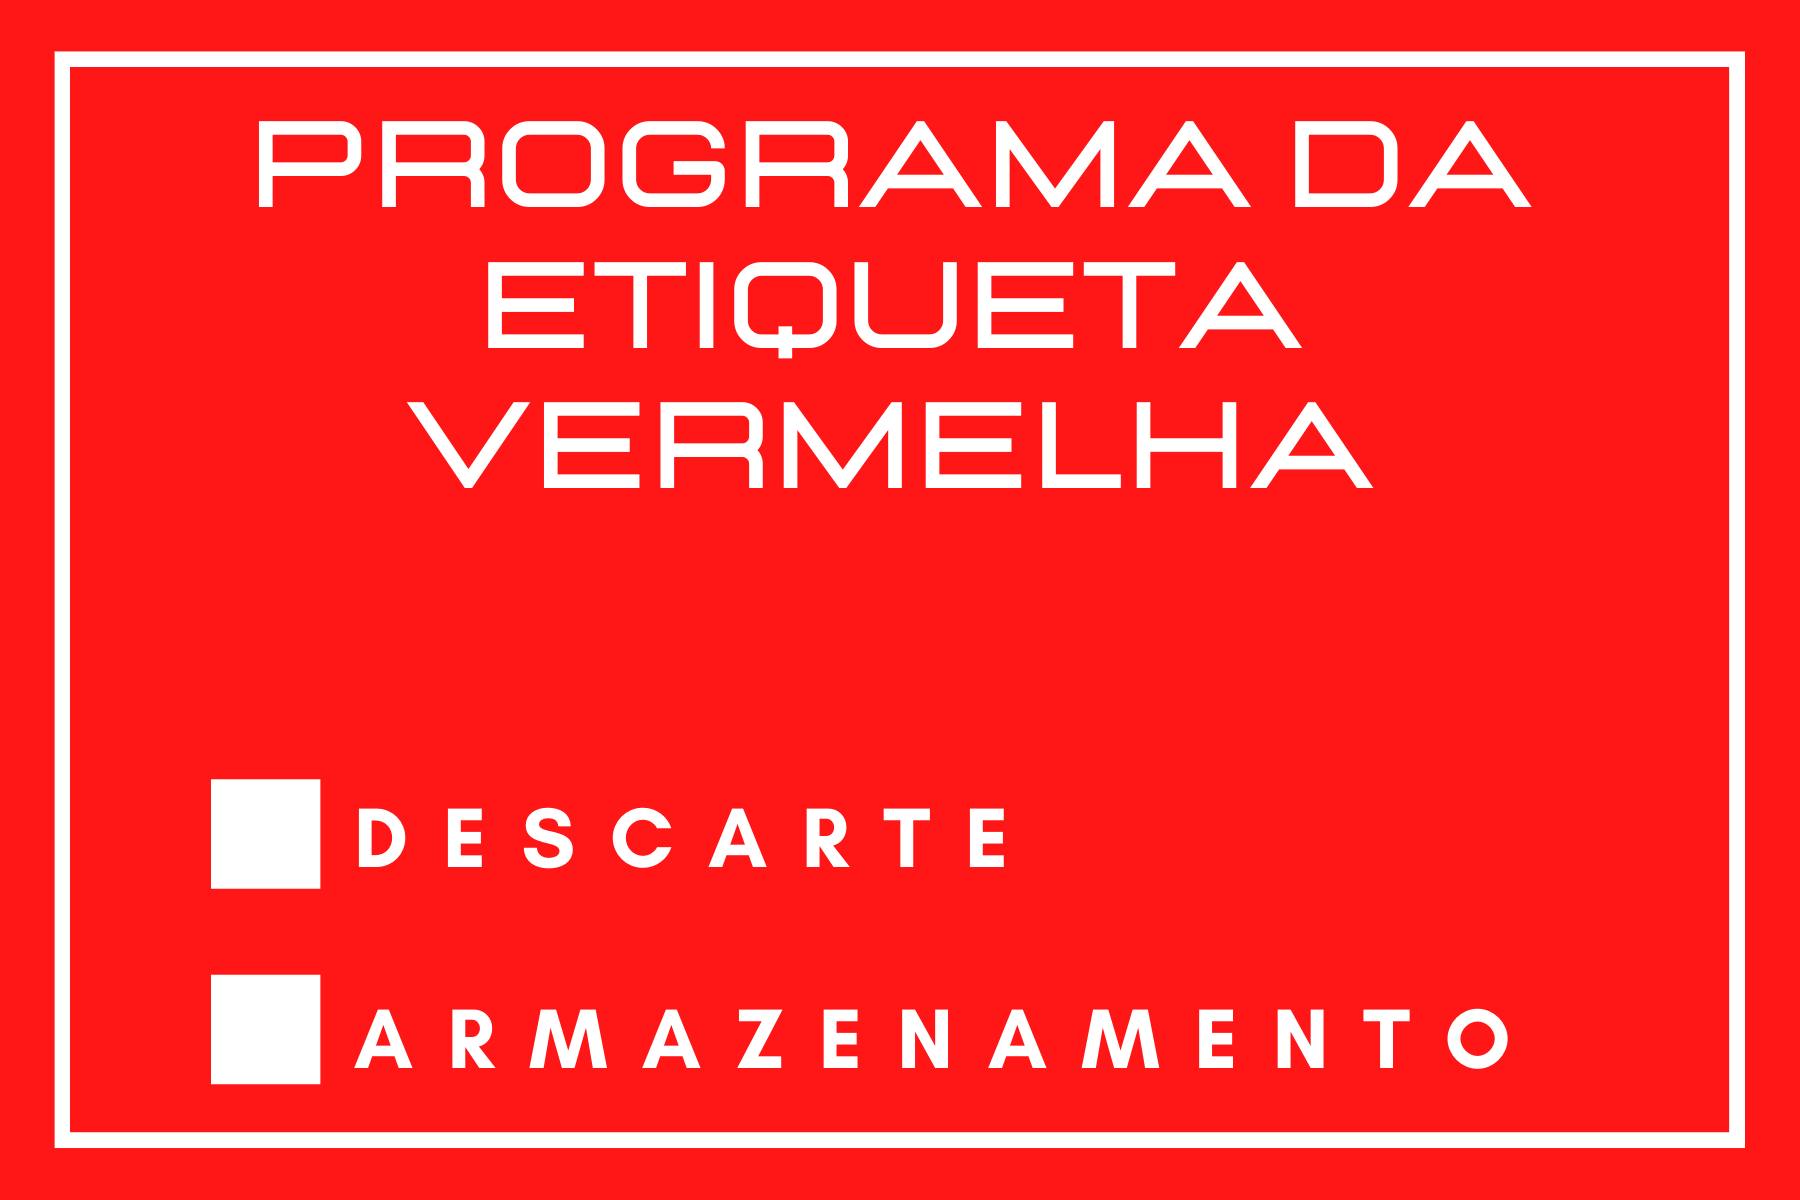 PROGRAMA DA
ETIQUETA
VERMELHA
DESCARTE
ARMAZENAMENTO